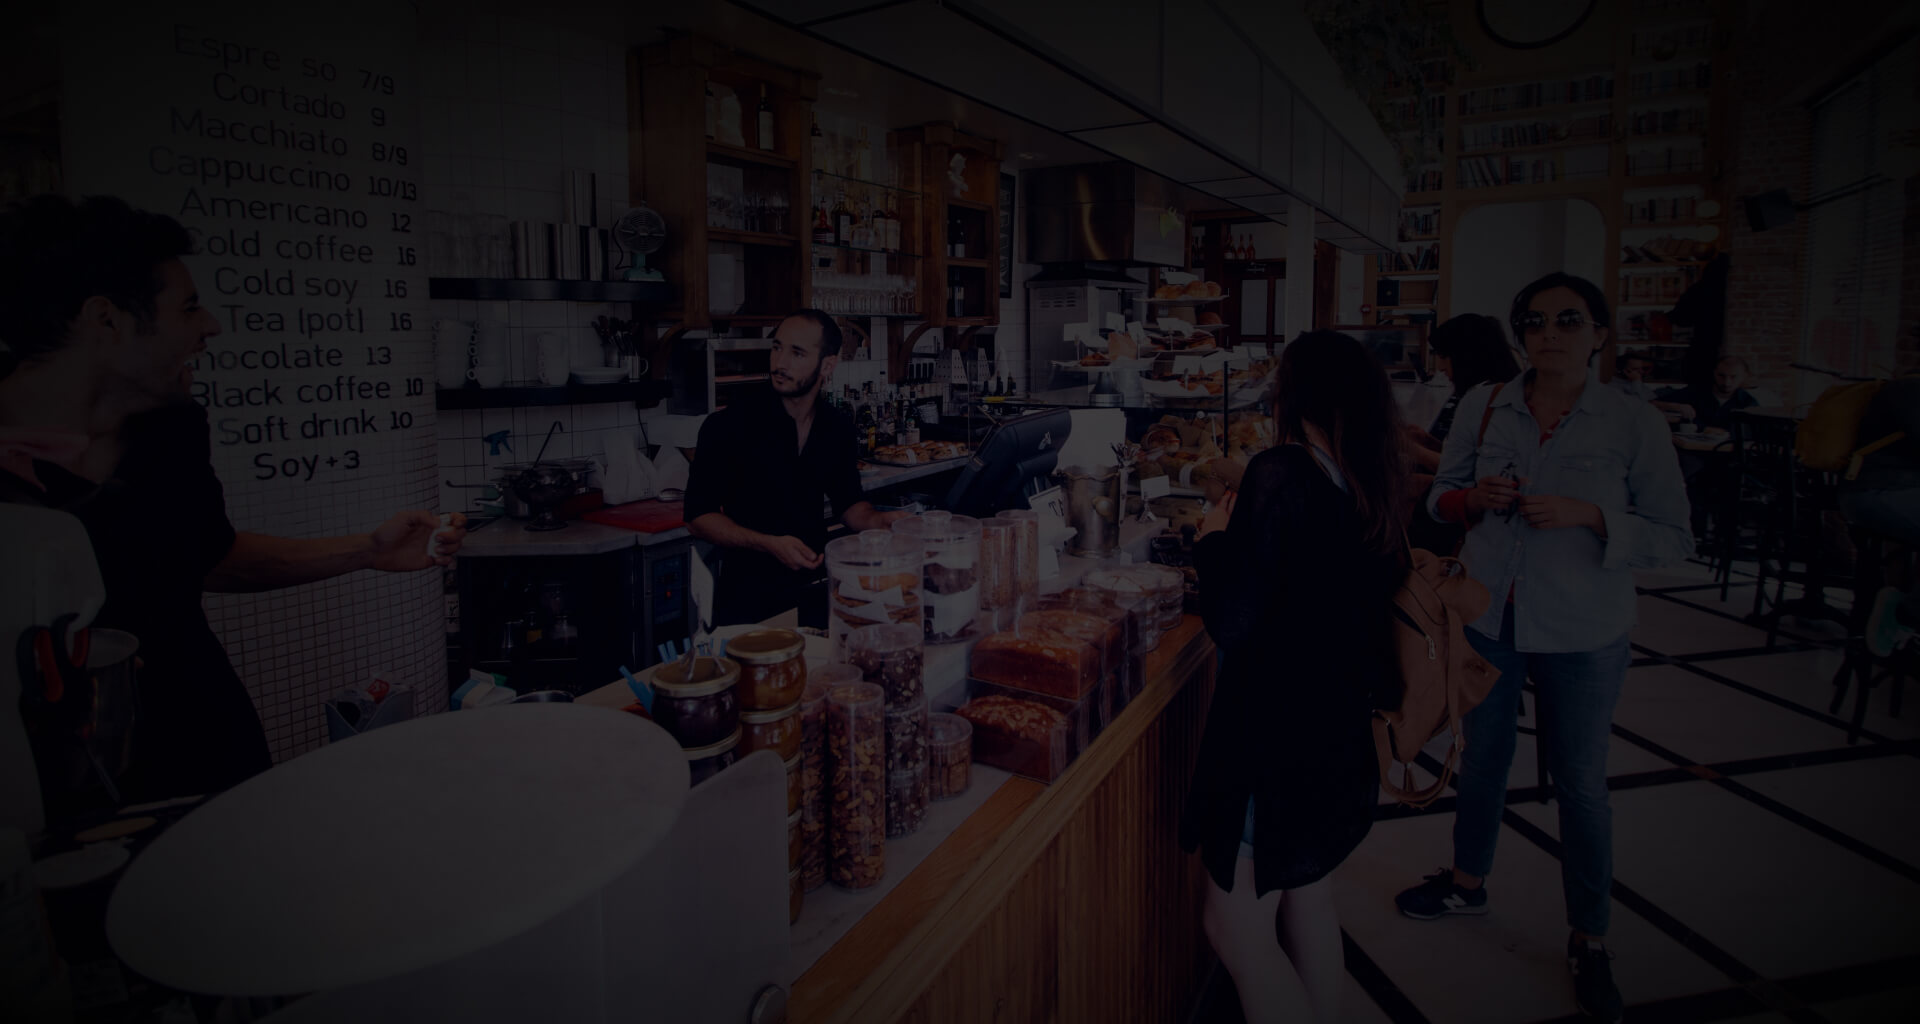 Espre so 7/9
Cortado 9
Macchiato 8/9
Cappuccino 10/13
Americano 12
Cold coffee 16
Cold soy 16
Tea (pot) 16
hocolate 13
Black coffee 10
Soft drink 10
Soy+3